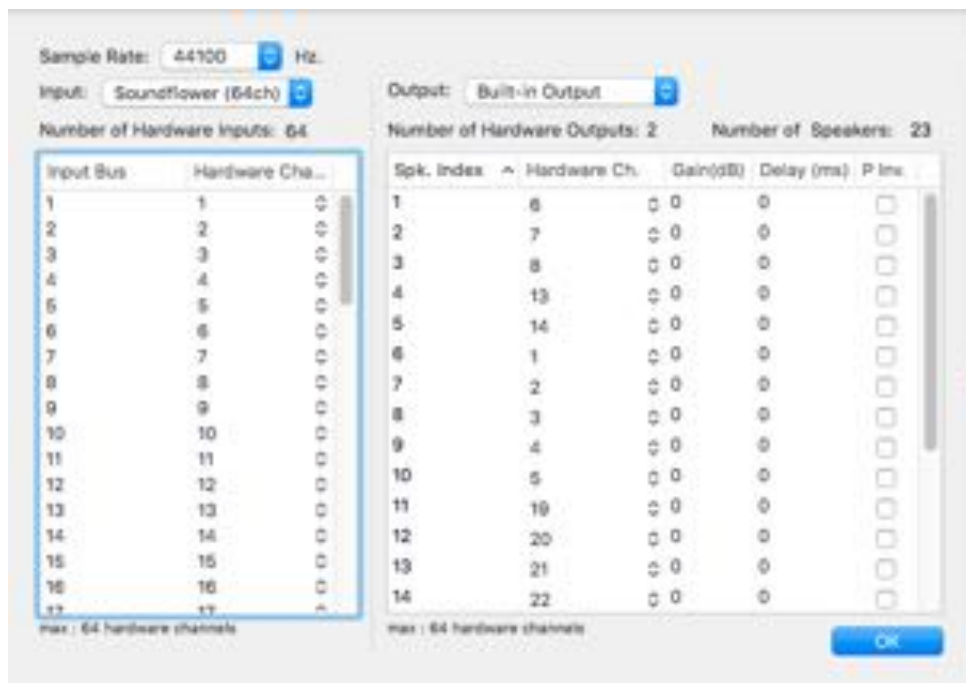 Sample Rate: 44100 Hz.
Input: Soundflower (64ch)
Number of Hardware Inputs: 64
Input Bus Hardware Cha...
1 1
2 2
3 3
4 4
5 5
6 6
7 7
8 8
9 9
10 10
11 11
12 12
13 13
14 14
15 15
16 16
17 17
max : 64 hardware channels
Output: Built-in Output
Number of Hardware Outputs: 2 Number of Speakers: 23
Spk. Index Hardware Ch. Gain(dB) Delay (ms) P Inv.
1 6 0 0
2 7 0 0
3 8 0 0
4 13 0 0
5 14 0 0
6 1 0 0
7 2 0 0
8 3 0 0
9 4 0 0
10 5 0 0
11 19 0 0
12 20 0 0
13 21 0 0
14 22 0 0
max : 64 hardware channels
OK